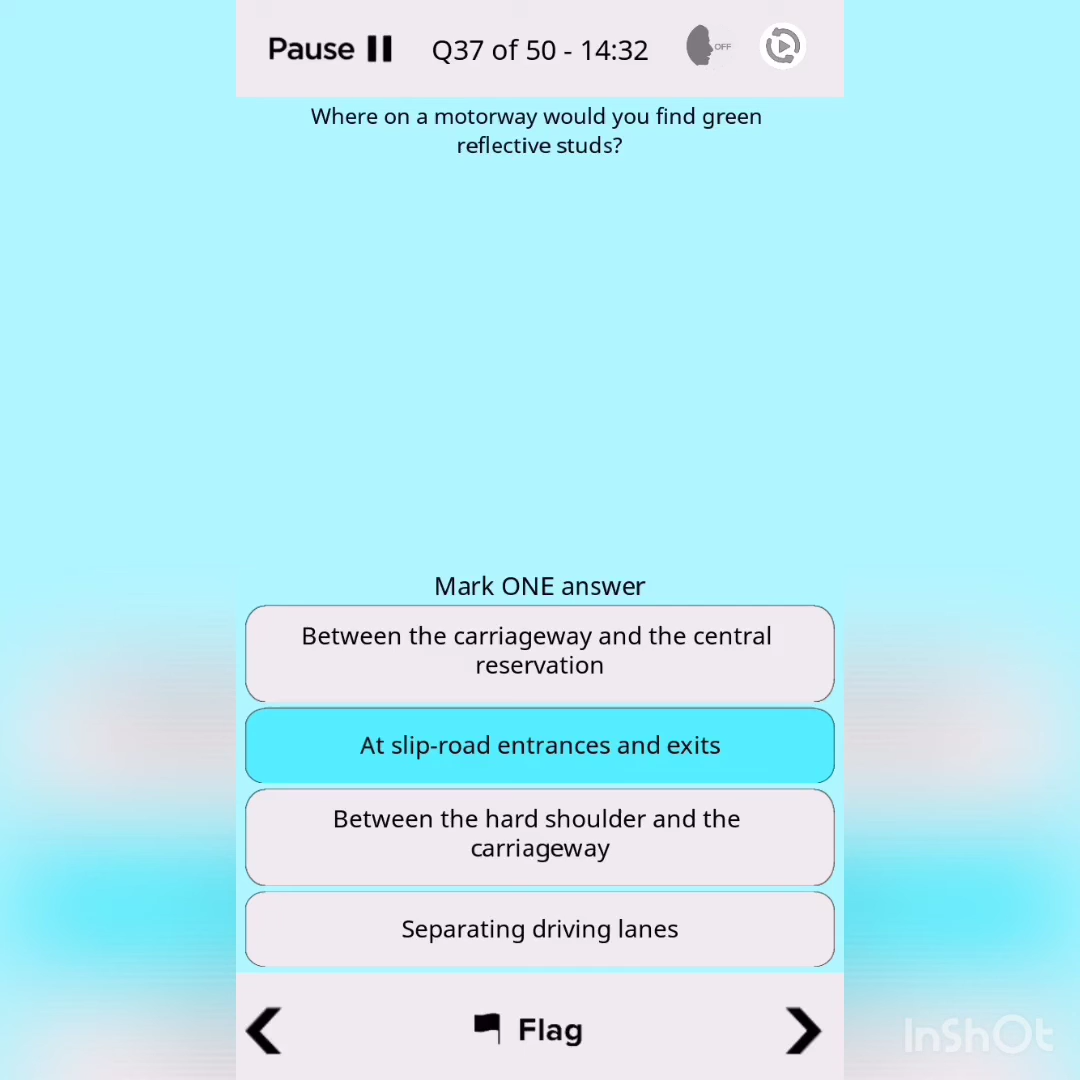 Pause
Q37 of 50 - 14:32
OFF
Where on a motorway would you find green
reflective studs?
Mark ONE answer
Between the carriageway and the central
reservation
At slip-road entrances and exits
Between the hard shoulder and the
carriageway
Separating driving lanes
Flag
InShOt